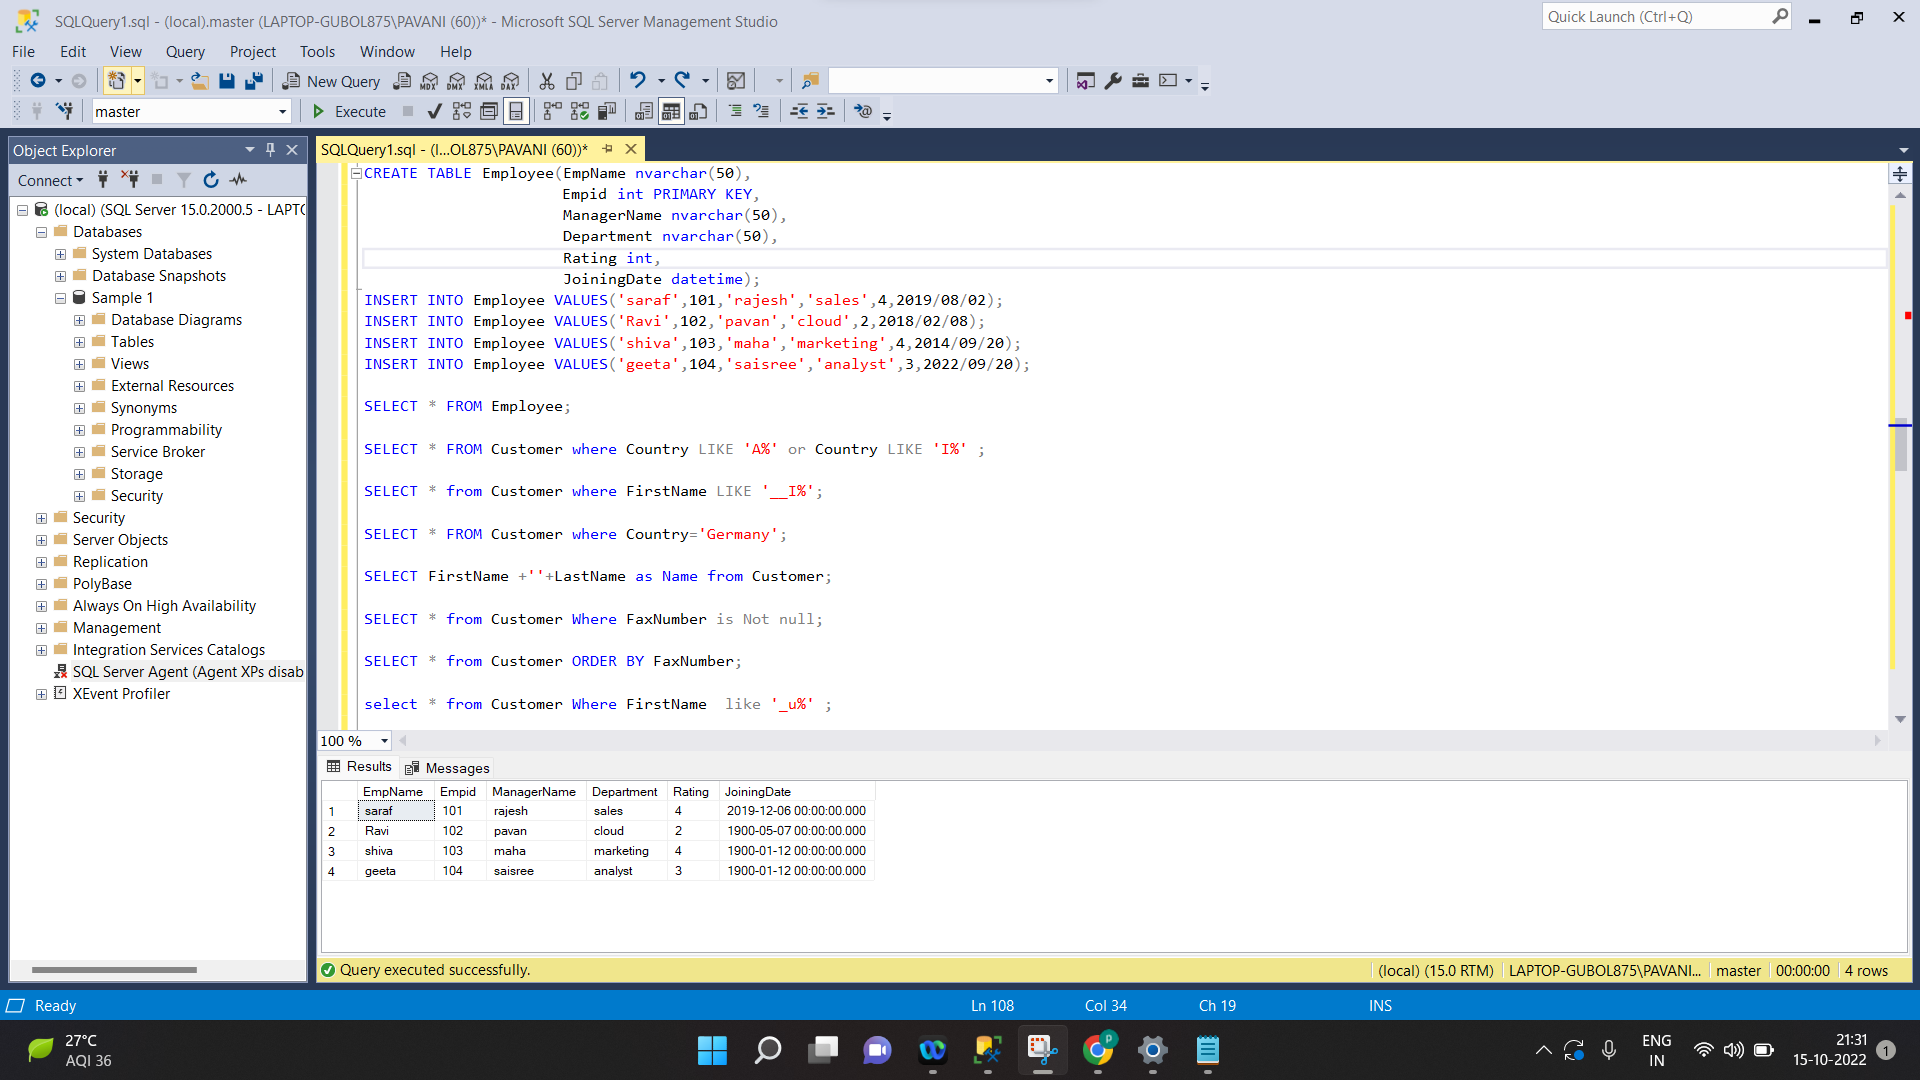 SQLQuery1.sql - (local).master (LAPTOP-GUBOL875\PAVANI (60))* - Microsoft SQL Server Management Studio
Quick Launch (Ctrl+Q)
File Edit View Query Project Tools Window Help
New Query MDX DMX XMLA DAX
master Execute
Object Explorer
Connect
(local) (SQL Server 15.0.2000.5 - LAPTO
Databases
System Databases
Database Snapshots
Sample 1
Database Diagrams
Tables
Views
External Resources
Synonyms
Programmability
Service Broker
Storage
Security
Security
Server Objects
Replication
PolyBase
Always On High Availability
Management
Integration Services Catalogs
SQL Server Agent (Agent XPs disab
XEvent Profiler
SQLQuery1.sql - (l...OL875\PAVANI (60))*
CREATE TABLE Employee(EmpName nvarchar(50),
Empid int PRIMARY KEY,
ManagerName nvarchar(50),
Department nvarchar(50),
Rating int,
JoiningDate datetime);
INSERT INTO Employee VALUES('saraf',101,'rajesh','sales',4,2019/08/02);
INSERT INTO Employee VALUES('Ravi',102,'pavan','cloud',2,2018/02/08);
INSERT INTO Employee VALUES('shiva',103,'maha','marketing',4,2014/09/20);
INSERT INTO Employee VALUES('geeta',104,'saisree','analyst',3,2022/09/20);
SELECT * FROM Employee;
SELECT * FROM Customer where Country LIKE 'A%' or Country LIKE 'I%' ;
SELECT * from Customer where FirstName LIKE '__I%';
SELECT * FROM Customer where Country='Germany';
SELECT FirstName +''+LastName as Name from Customer;
SELECT * from Customer Where FaxNumber is Not null;
SELECT * from Customer ORDER BY FaxNumber;
select * from Customer Where FirstName  like '_u%' ;
100 %
Results Messages
EmpName Empid ManagerName Department Rating JoiningDate
1 saraf 101 rajesh sales 4 2019-12-06 00:00:00.000
2 Ravi 102 pavan cloud 2 1900-05-07 00:00:00.000
3 shiva 103 maha marketing 4 1900-01-12 00:00:00.000
4 geeta 104 saisree analyst 3 1900-01-12 00:00:00.000
Query executed successfully. (local) (15.0 RTM) LAPTOP-GUBOL875\PAVANI... master 00:00:00 4 rows
Ready Ln 108 Col 34 Ch 19 INS
27°C
AQI 36
P
ENG
IN
21:31
15-10-2022
1